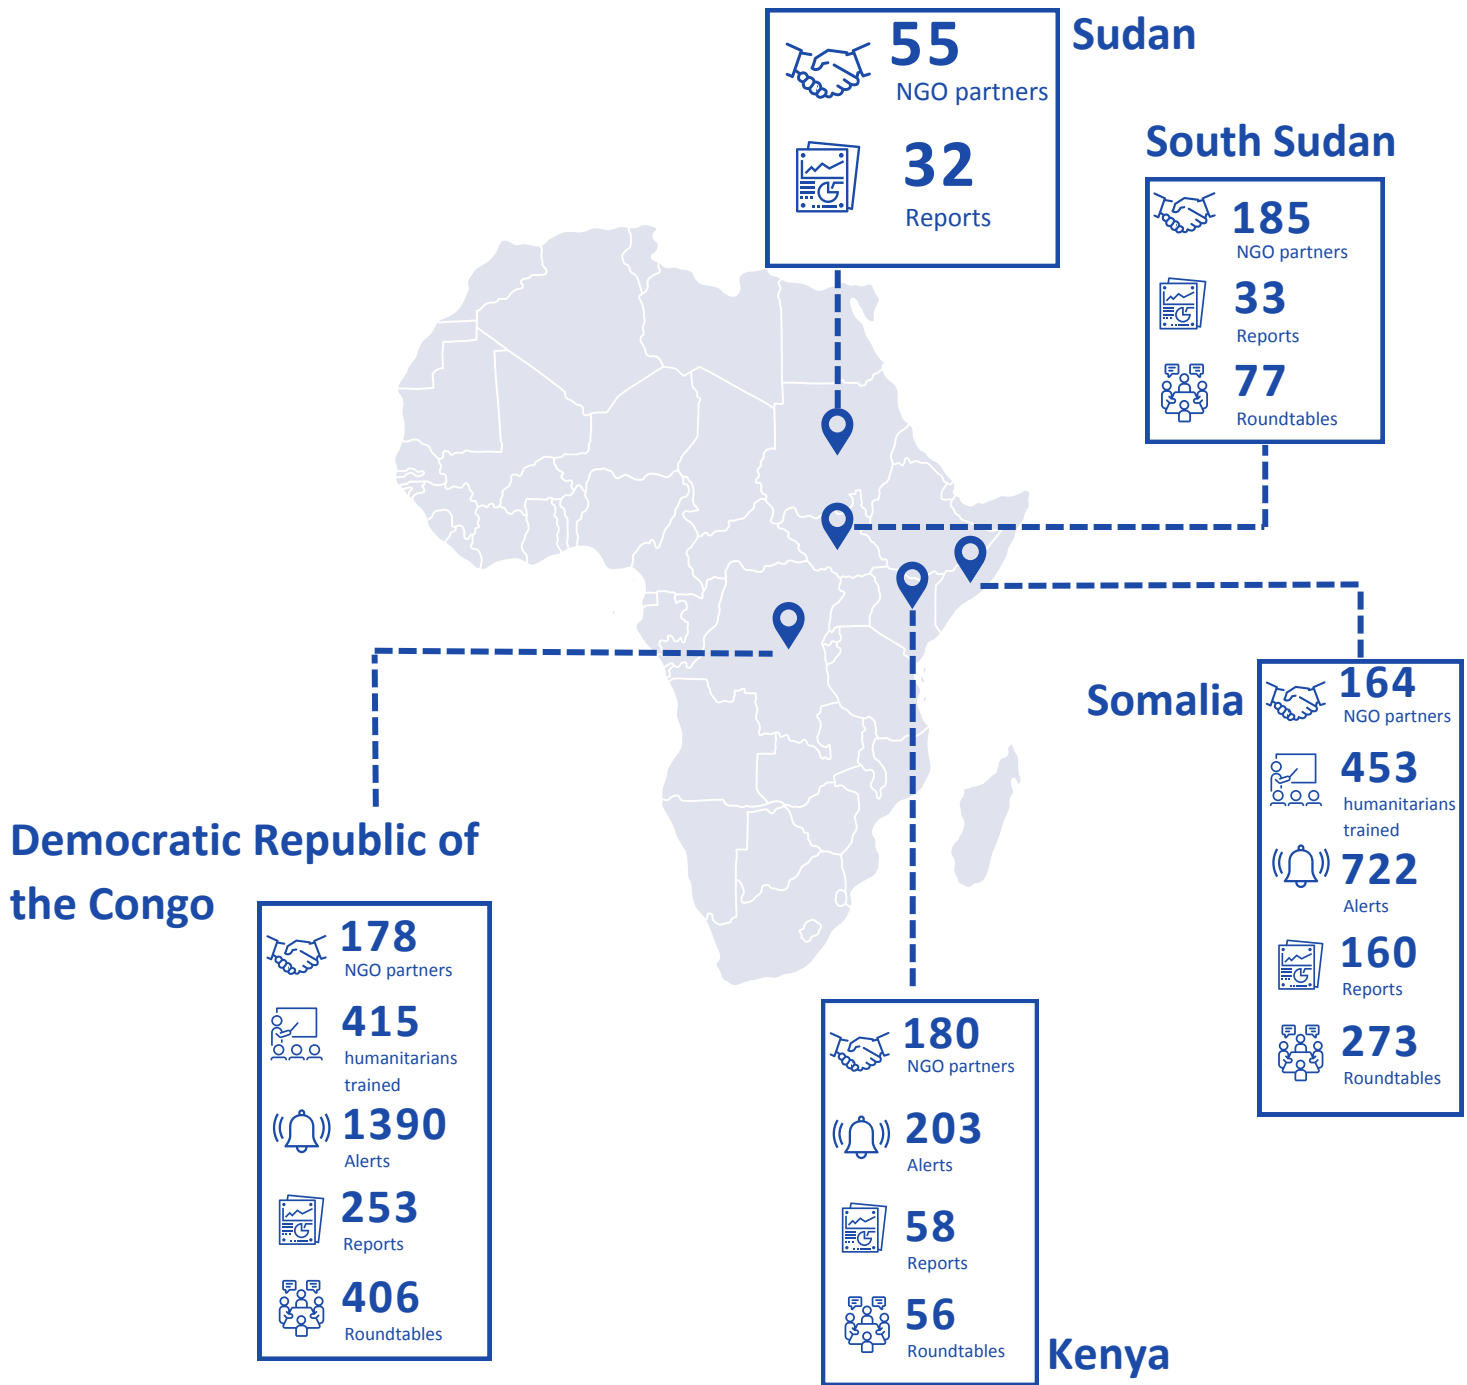 Sudan
55
NGO partners
32
Reports
South Sudan
185
NGO partners
33
Reports
77
Roundtables
Somalia
164
NGO partners
453
humanitarians
trained
722
Alerts
160
Reports
273
Roundtables
Democratic Republic of
the Congo
178
NGO partners
415
humanitarians
trained
1390
Alerts
253
Reports
406
Roundtables
180
NGO partners
203
Alerts
58
Reports
56
Roundtables
Kenya